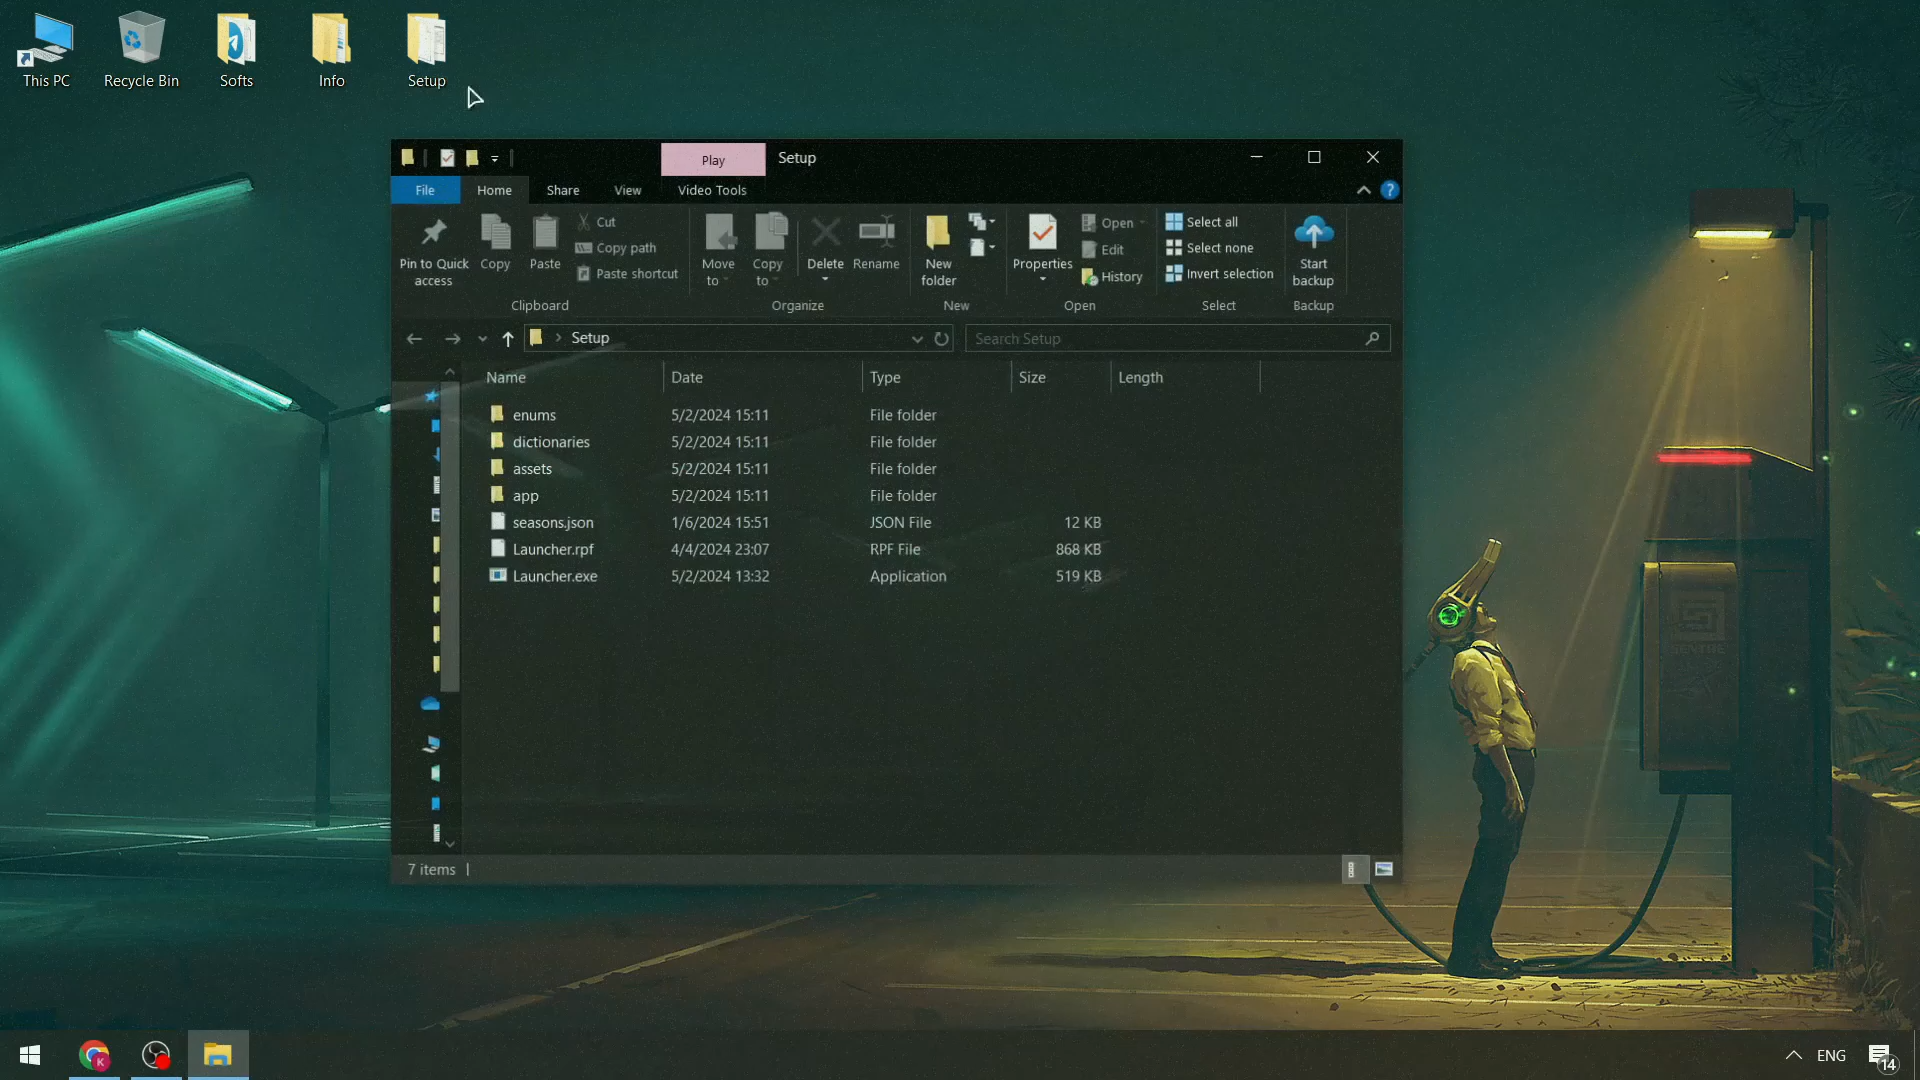 This PC
Recycle Bin
Softs
Info
Setup
Play
Setup
File
Home
Share
View
Video Tools
?
Pin to Quick access
Copy
Paste
Cut
Copy path
Paste shortcut
Clipboard
Move to
Copy to
Delete
Rename
Organize
New folder
New
Properties
Open
Edit
History
Open
Select all
Select none
Invert selection
Select
Start backup
Backup
Setup
Search Setup
Name Date Type Size Length
enums 5/2/2024 15:11 File folder
dictionaries 5/2/2024 15:11 File folder
assets 5/2/2024 15:11 File folder
app 5/2/2024 15:11 File folder
seasons.json 1/6/2024 15:51 JSON File 12 KB
Launcher.rpf 4/4/2024 23:07 RPF File 868 KB
Launcher.exe 5/2/2024 13:32 Application 519 KB
7 items
SENTRE
K
ENG
14